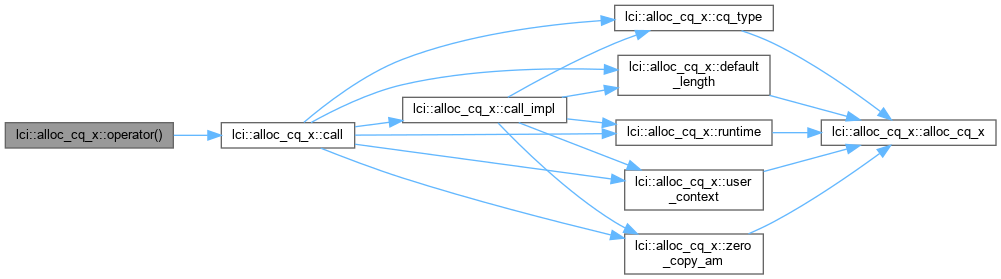 lci::alloc_cq_x::operator()
lci::alloc_cq_x::call
lci::alloc_cq_x::call_impl
lci::alloc_cq_x::cq_type
lci::alloc_cq_x::default
_length
lci::alloc_cq_x::runtime
lci::alloc_cq_x::user
_context
lci::alloc_cq_x::zero
_copy_am
lci::alloc_cq_x::alloc_cq_x